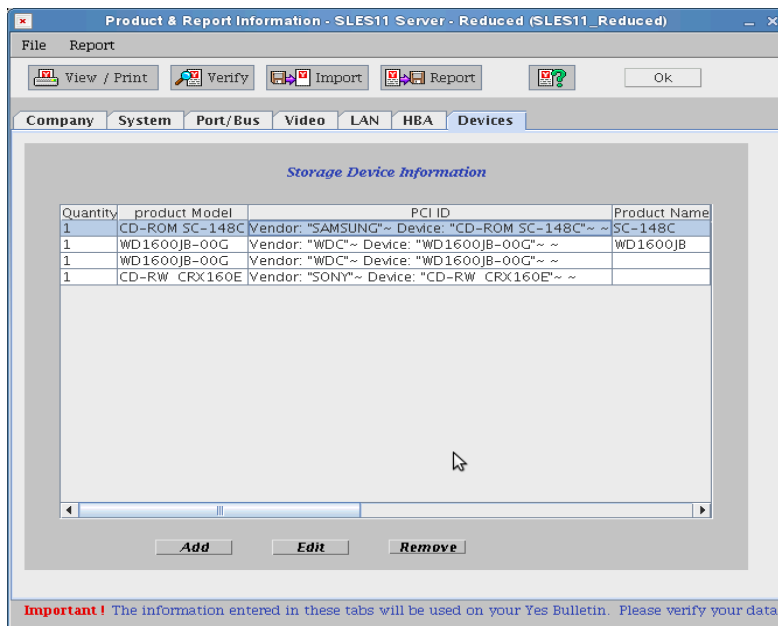 Product & Report Information - SLES11 Server - Reduced (SLES11_Reduced)
File Report
View / Print Verify Import Report Ok
Company System Port/Bus Video LAN HBA Devices
Storage Device Information
Quantity product Model PCI ID Product Name
1 CD-ROM SC-148C Vendor: "SAMSUNG"~ Device: "CD-ROM SC-148C"~ ~ SC-148C
1 WD1600JB-00G Vendor: "WDC"~ Device: "WD1600JB-00G"~ ~ WD1600JB
1 WD1600JB-00G Vendor: "WDC"~ Device: "WD1600JB-00G"~ ~
1 CD-RW CRX160E Vendor: "SONY"~ Device: "CD-RW CRX160E"~ ~
Add Edit Remove
Important! The information entered in these tabs will be used on your Yes Bulletin. Please verify your data